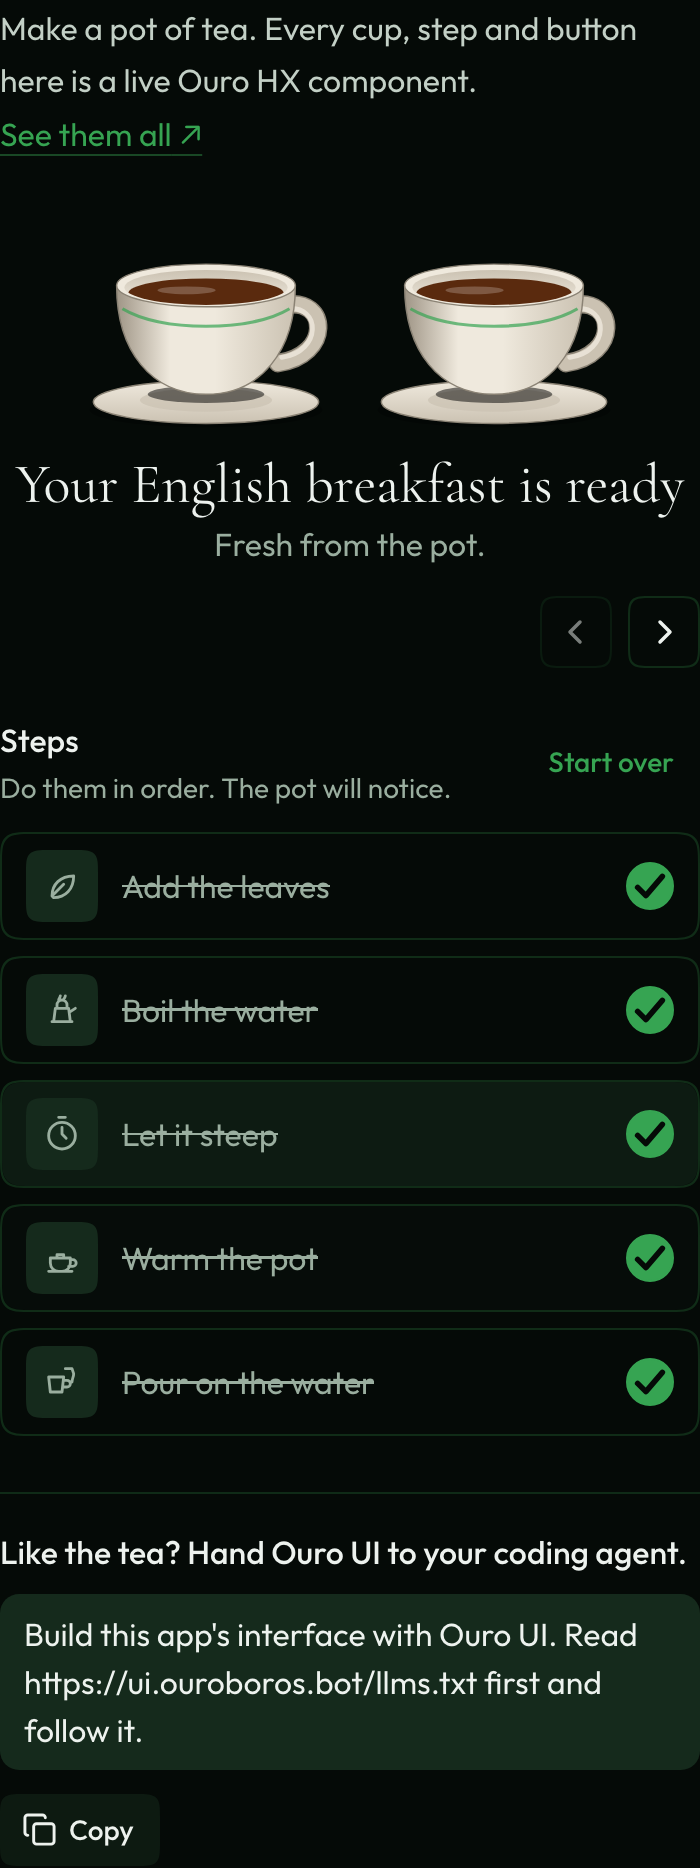 Make a pot of tea. Every cup, step and button
here is a live Ouro HX component.
See them all ↗
Your English breakfast is ready
Fresh from the pot.
Steps
Start over
Do them in order. The pot will notice.
Add the leaves
Boil the water
Let it steep
Warm the pot
Pour on the water
Like the tea? Hand Ouro UI to your coding agent.
Build this app's interface with Ouro UI. Read
https://ui.ouroboros.bot/llms.txt first and
follow it.
Copy